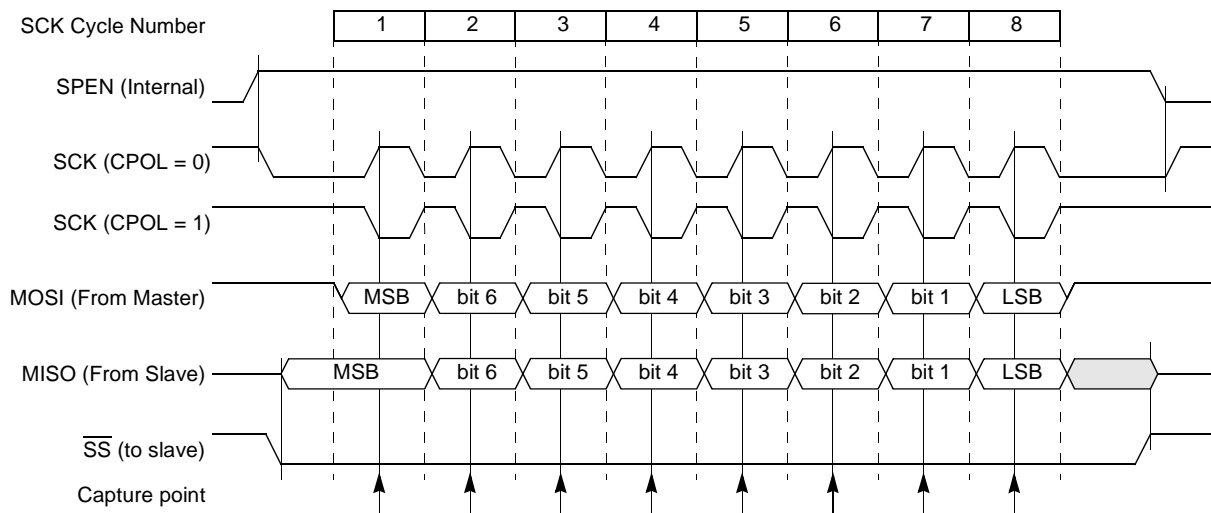 SCK Cycle Number 1 2 3 4 5 6 7 8
SPEN (Internal)
SCK (CPOL = 0)
SCK (CPOL = 1)
MOSI (From Master) MSB bit 6 bit 5 bit 4 bit 3 bit 2 bit 1 LSB
MISO (From Slave) MSB bit 6 bit 5 bit 4 bit 3 bit 2 bit 1 LSB
S̅S̅ (to slave)
Capture point